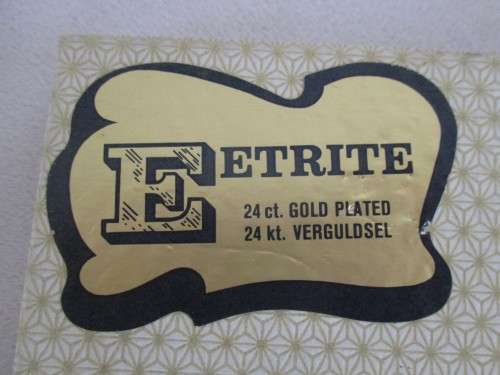 EETRITE
24 ct. GOLD PLATED
24 kt. VERGULDSEL